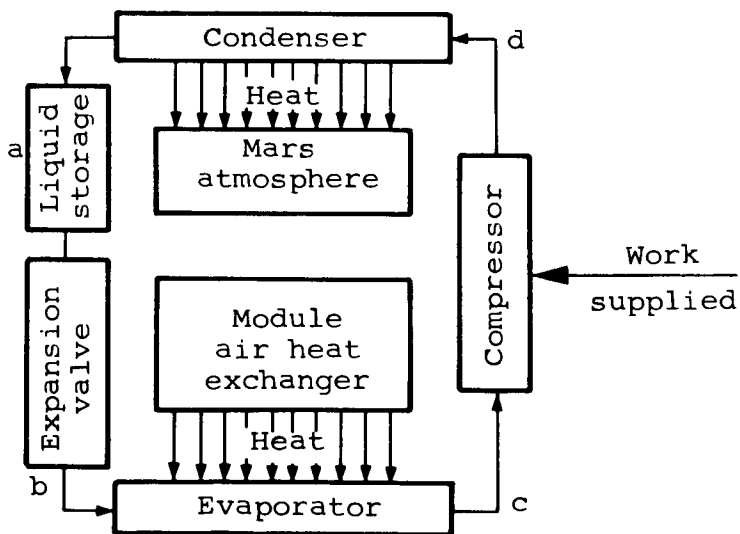 Condenser
d
Heat
a
Liquid
storage
Mars
atmosphere
Compressor
Work
supplied
Expansion
valve
Module
air heat
exchanger
Heat
b
Evaporator
c